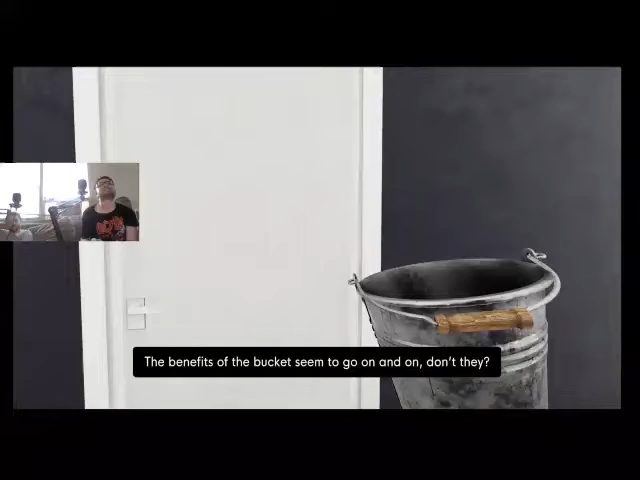 The benefits of the bucket seem to go on and on, don't they?